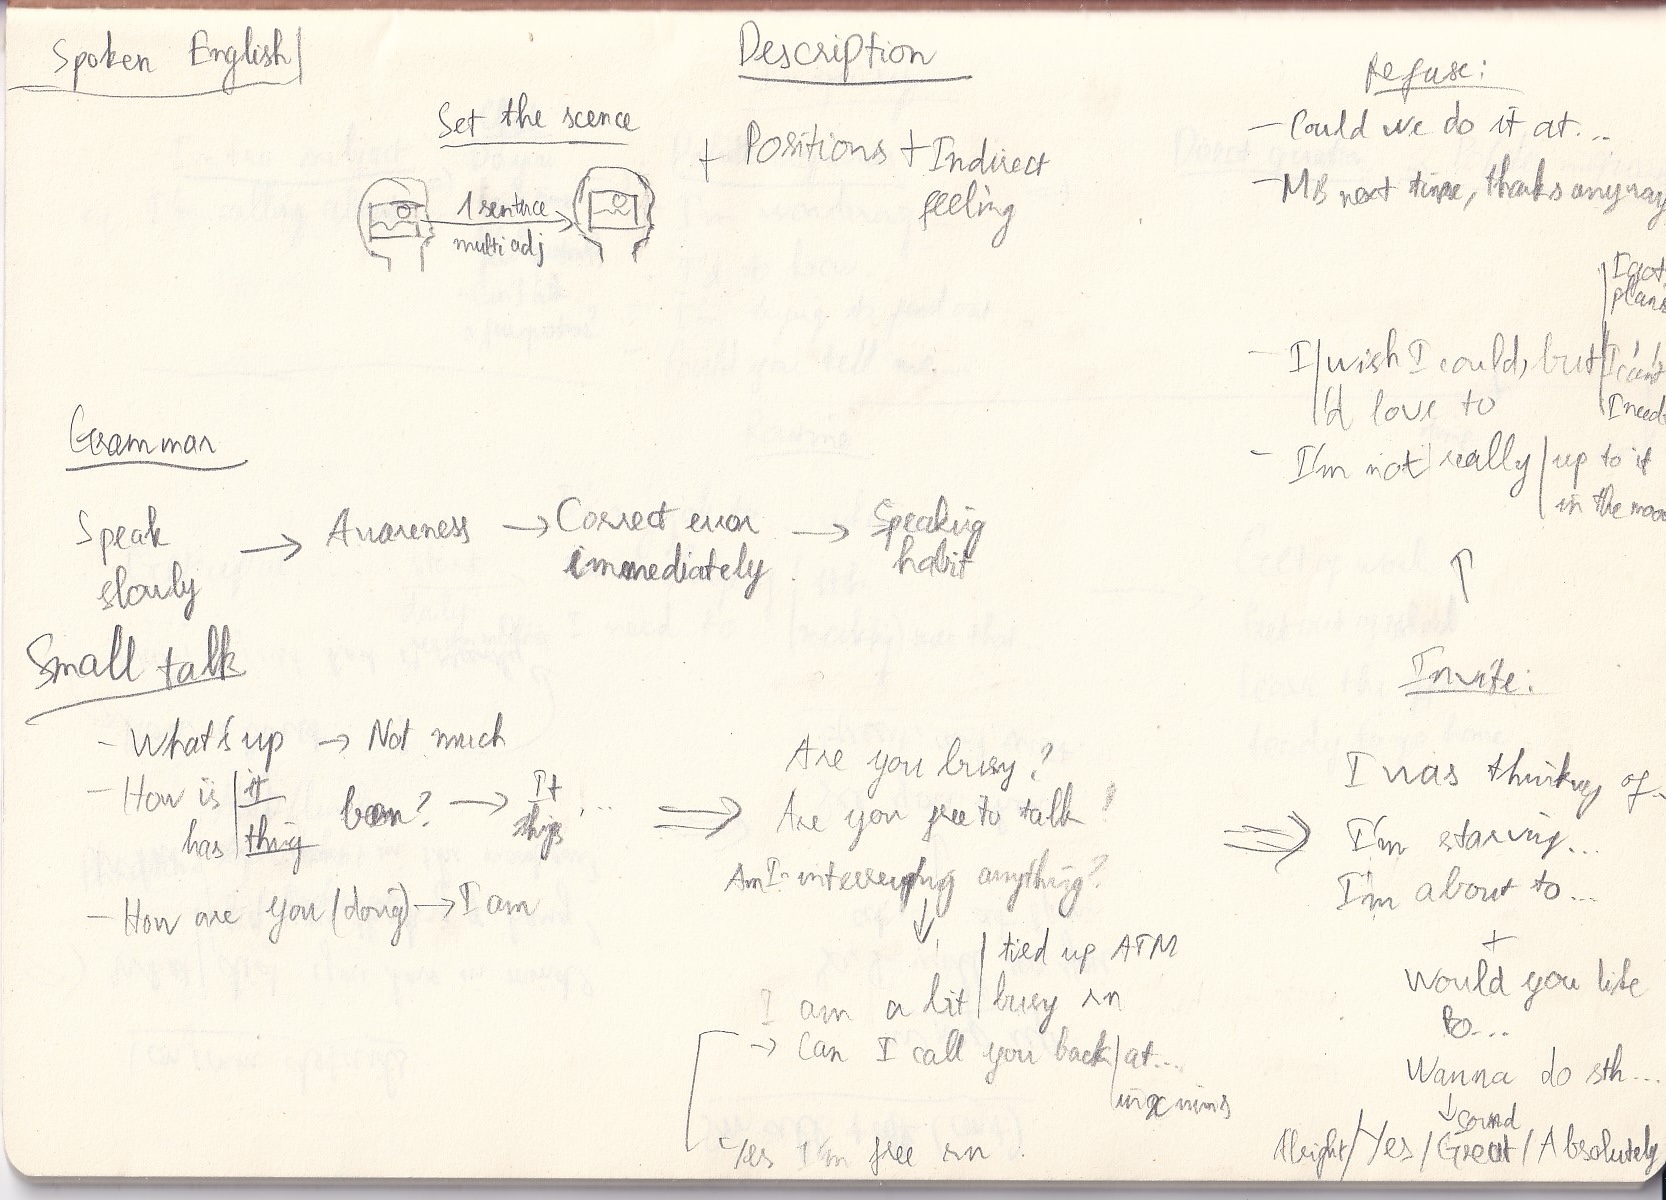 Spoken English
Description
Set the scence
1 sentence
multi adj
+ Positions + Indirect
feeling
Refuse:
- Could we do it at...
- MB next time, thanks anyway
I got
plans
- I wish I could, but I can't
I'd love to
I need
- I'm not really up to it
in the mood
Grammar
Speak
slowly
→ Awareness → Correct error
immediately
→ Speaking
habit
Small talk
- What's up → Not much
- How is it
has thing
been? → It
things ...
- How are you (doing) → I am
⇒ Are you busy?
Are you free to talk?
Am I interrupting anything?
↓
I am a bit tied up ATM
busy rn
→ Can I call you back at...
in x mins
- Yes I'm free rn
↑
Invite:
⇒ I was thinking of..
I'm starving...
I'm about to...
+
Would you like
to...
Wanna do sth...
↓ sound
Alright / Yes / Great / Absolutely